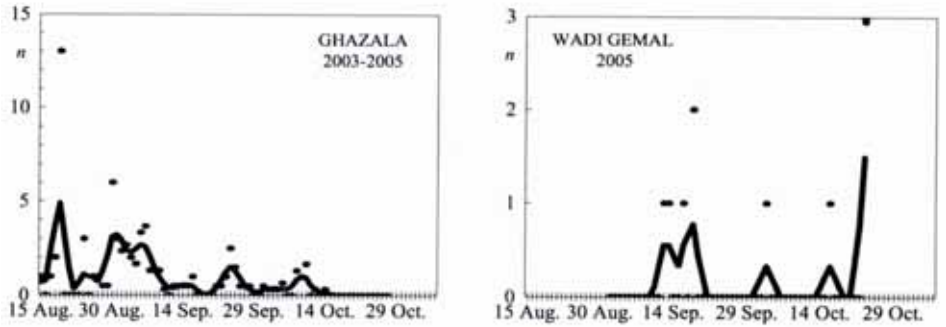 15
n
10
5
0
GHAZALA
2003-2005
15 Aug. 30 Aug. 14 Sep. 29 Sep. 14 Oct. 29 Oct.
3
n
2
1
0
WADI GEMAL
2005
15 Aug. 30 Aug. 14 Sep. 29 Sep. 14 Oct. 29 Oct.